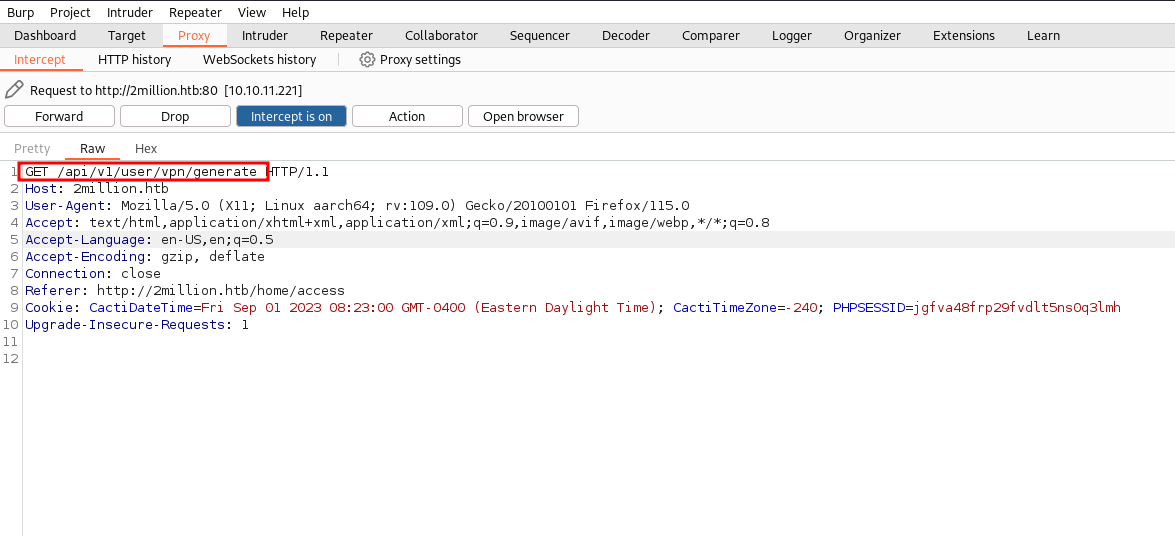 Burp Project Intruder Repeater View Help
Dashboard Target Proxy Intruder Repeater Collaborator Sequencer Decoder Comparer Logger Organizer Extensions Learn
Intercept HTTP history WebSockets history Proxy settings
Request to http://2million.htb:80 [10.10.11.221]
Forward Drop Intercept is on Action Open browser
Pretty Raw Hex
1 GET /api/v1/user/vpn/generate HTTP/1.1
2 Host: 2million.htb
3 User-Agent: Mozilla/5.0 (X11; Linux aarch64; rv:109.0) Gecko/20100101 Firefox/115.0
4 Accept: text/html,application/xhtml+xml,application/xml;q=0.9,image/avif,image/webp,*/*;q=0.8
5 Accept-Language: en-US,en;q=0.5
6 Accept-Encoding: gzip, deflate
7 Connection: close
8 Referer: http://2million.htb/home/access
9 Cookie: CactiDateTime=Fri Sep 01 2023 08:23:00 GMT-0400 (Eastern Daylight Time); CactiTimeZone=-240; PHPSESSID=jgfva48frp29fvdlt5ns0q3lmh
10 Upgrade-Insecure-Requests: 1
11
12